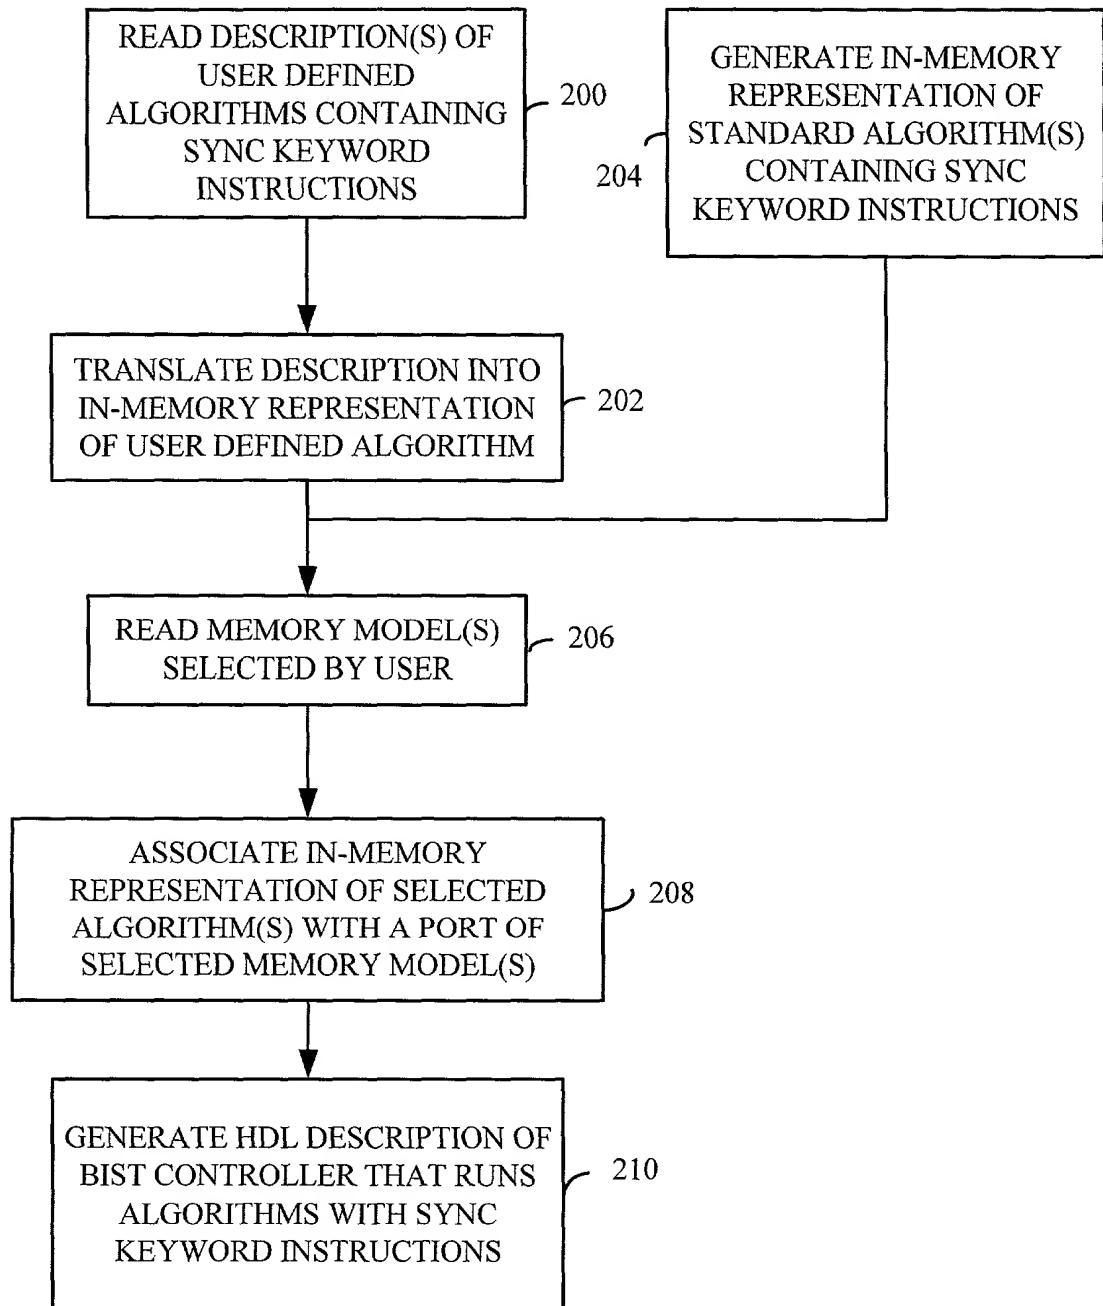 READ DESCRIPTION(S) OF
USER DEFINED
ALGORITHMS CONTAINING
SYNC KEYWORD
INSTRUCTIONS
200
GENERATE IN-MEMORY
REPRESENTATION OF
STANDARD ALGORITHM(S)
CONTAINING SYNC
KEYWORD INSTRUCTIONS
204
TRANSLATE DESCRIPTION INTO
IN-MEMORY REPRESENTATION
OF USER DEFINED ALGORITHM
202
READ MEMORY MODEL(S)
SELECTED BY USER
206
ASSOCIATE IN-MEMORY
REPRESENTATION OF SELECTED
ALGORITHM(S) WITH A PORT OF
SELECTED MEMORY MODEL(S)
208
GENERATE HDL DESCRIPTION OF
BIST CONTROLLER THAT RUNS
ALGORITHMS WITH SYNC
KEYWORD INSTRUCTIONS
210